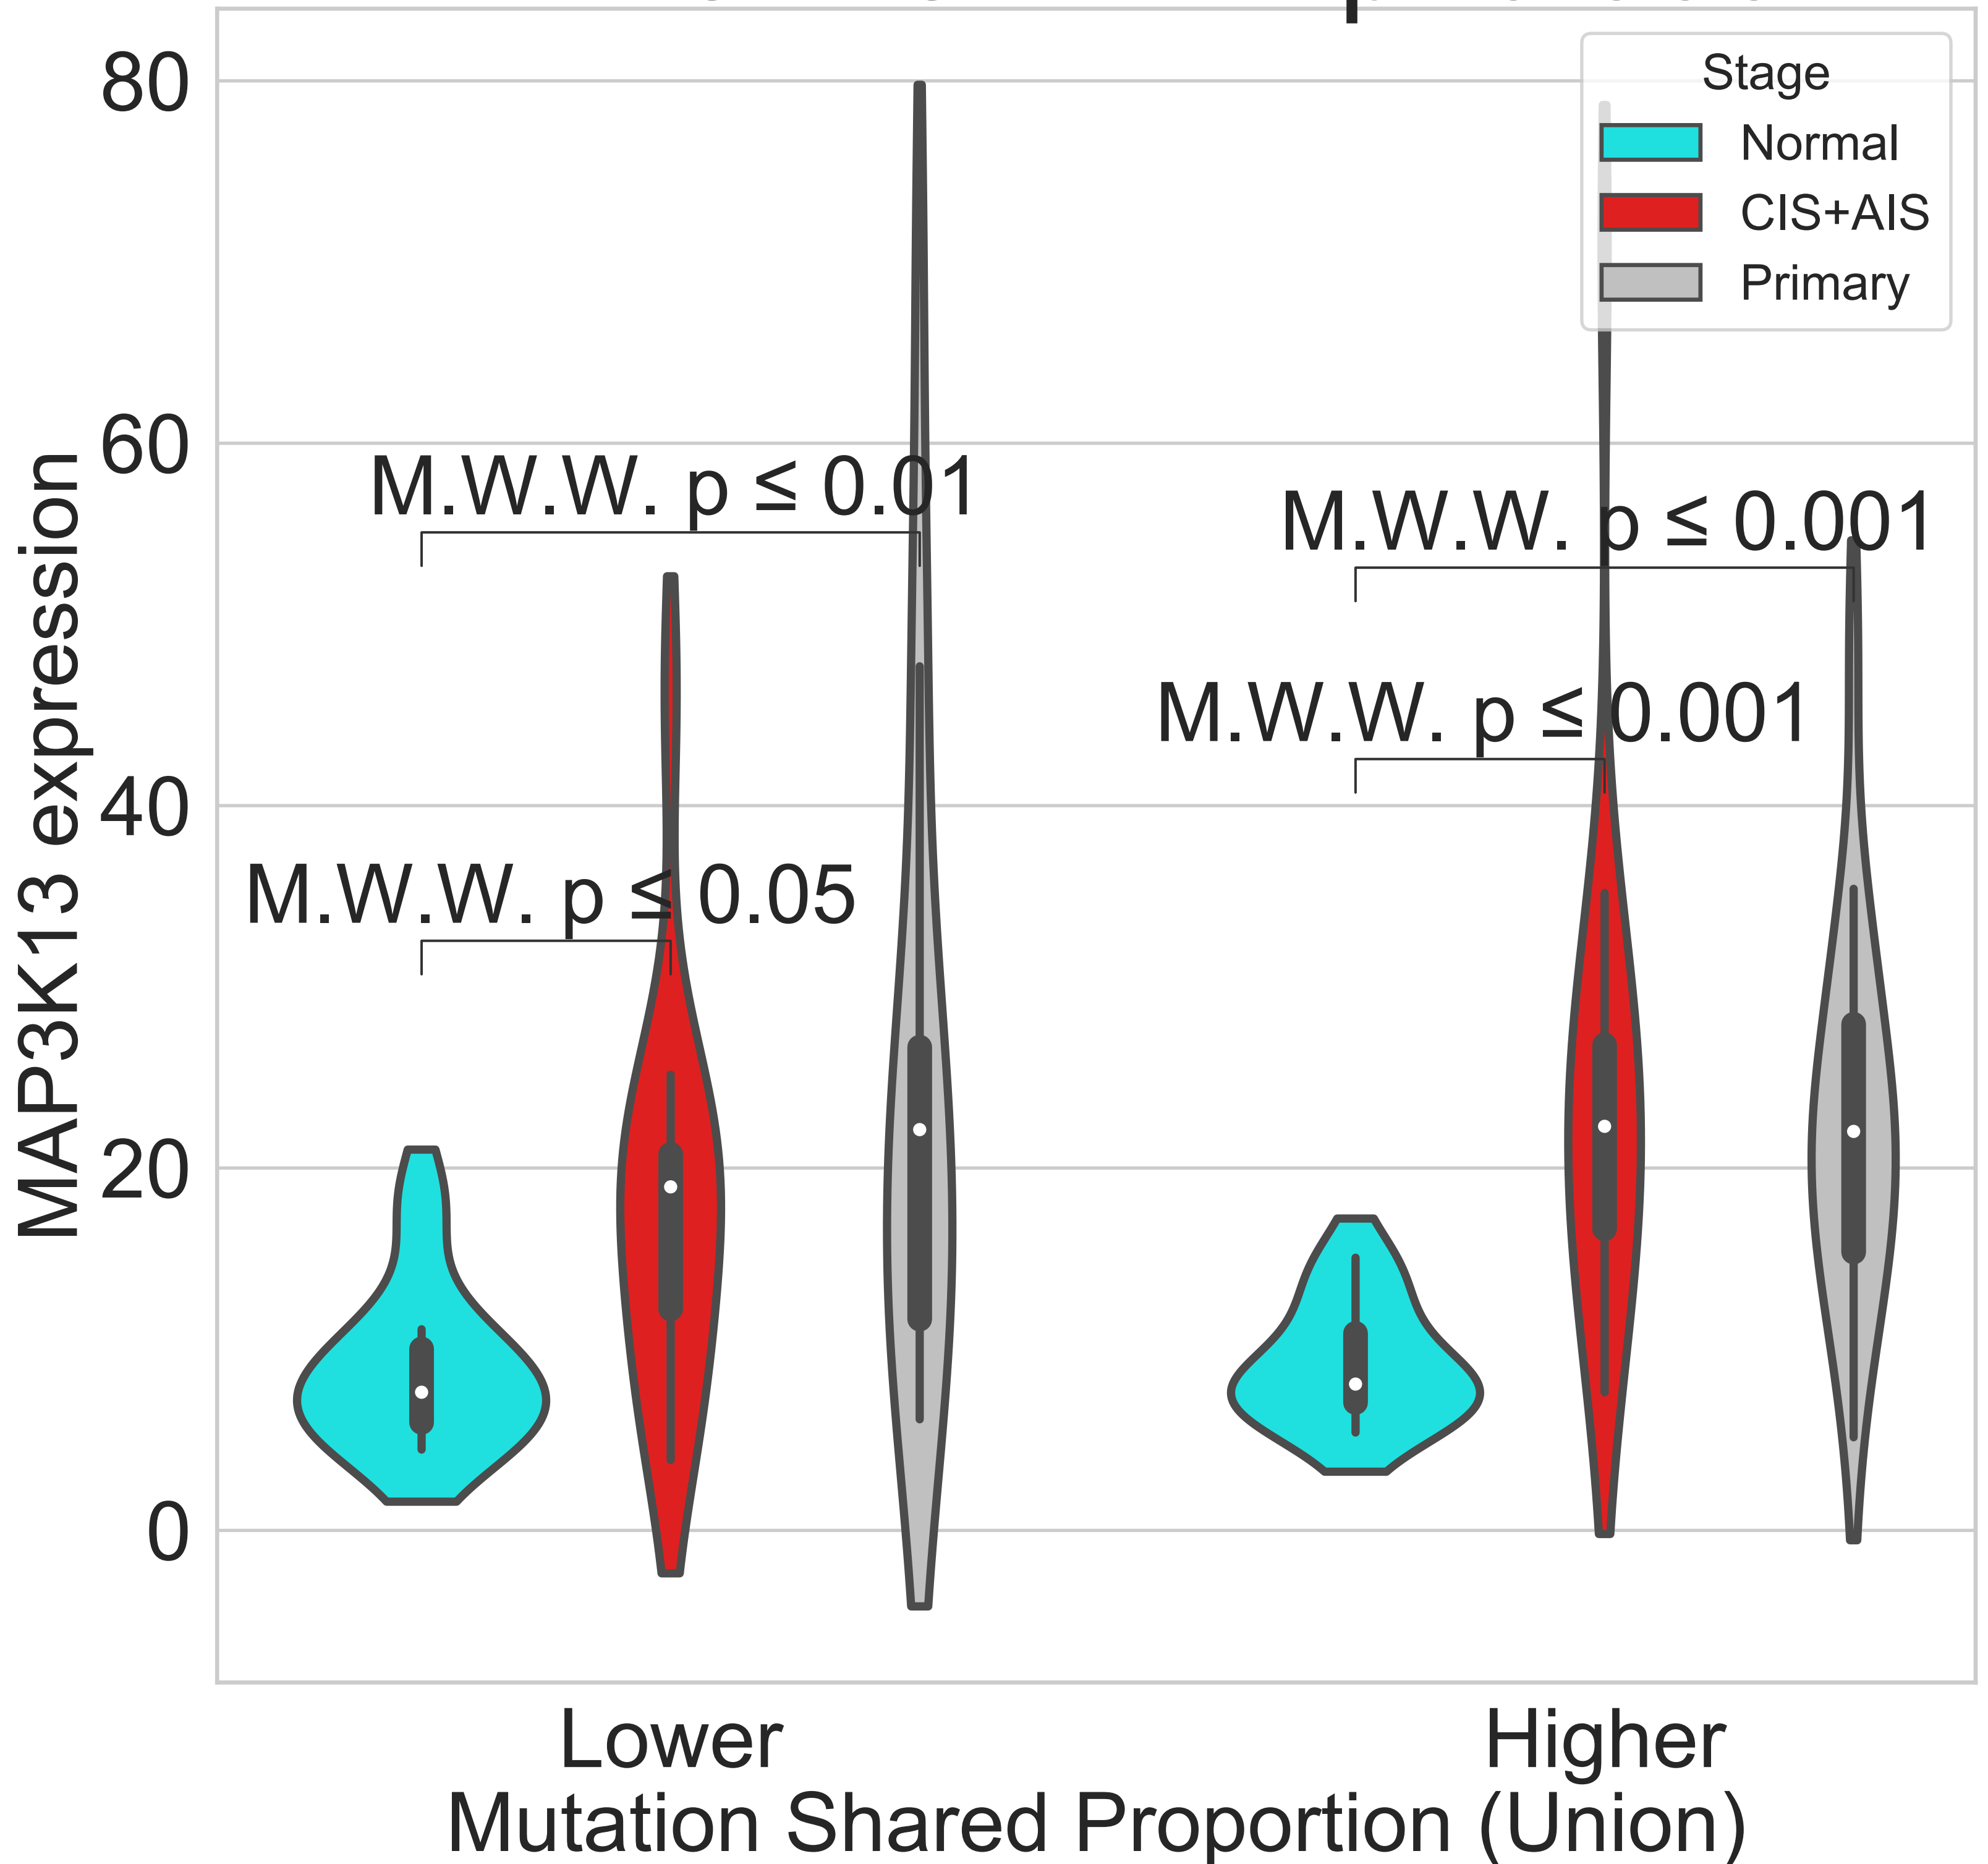 80
60
40
20
0
MAP3K13 expression
Stage
Normal
CIS+AIS
Primary
M.W.W. p ≤ 0.01
M.W.W. p ≤ 0.001
M.W.W. p ≤ 0.001
M.W.W. p ≤ 0.05
Lower
Higher
Mutation Shared Proportion (Union)